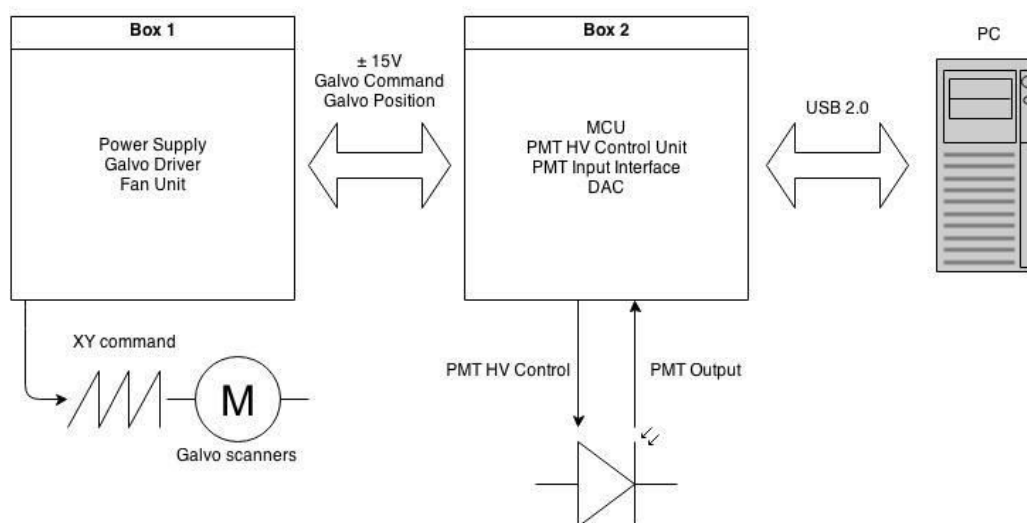 Box 1
Power Supply
Galvo Driver
Fan Unit
± 15V
Galvo Command
Galvo Position
Box 2
MCU
PMT HV Control Unit
PMT Input Interface
DAC
USB 2.0
PC
XY command
M
Galvo scanners
PMT HV Control
PMT Output